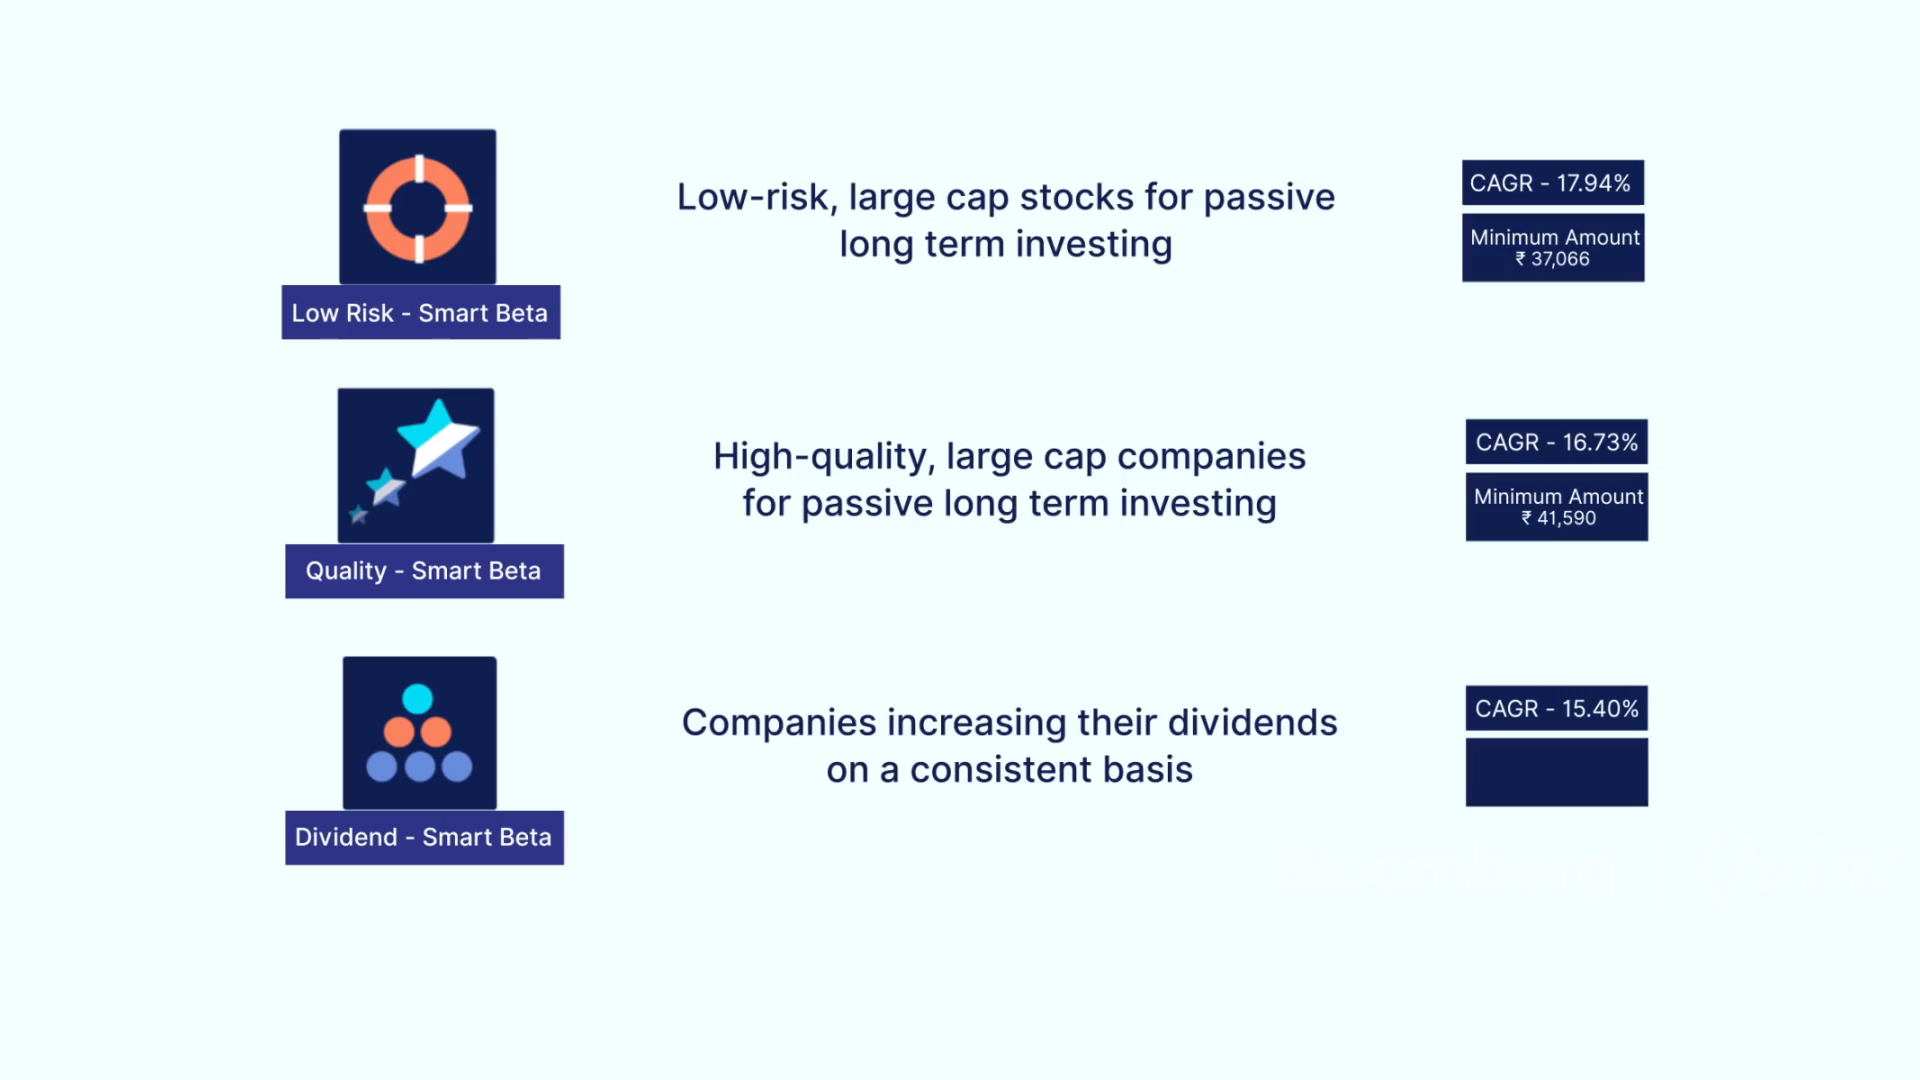 Low-risk, large cap stocks for passive
long term investing
CAGR - 17.94%
Minimum Amount
₹ 37,066
Low Risk - Smart Beta
High-quality, large cap companies
for passive long term investing
CAGR - 16.73%
Minimum Amount
₹ 41,590
Quality - Smart Beta
Companies increasing their dividends
on a consistent basis
CAGR - 15.40%
Dividend - Smart Beta